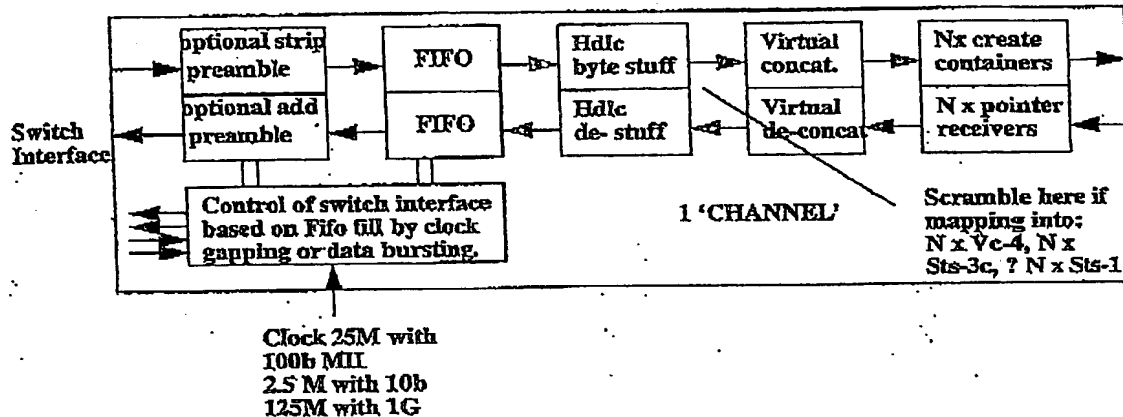 optional strip
preamble
FIFO
Hdlc
byte stuff
Virtual
concat.
Nx create
containers
optional add
preamble
FIFO
Hdlc
de- stuff
Virtual
de-concat
N x pointer
receivers
Switch
Interface
Control of switch interface
based on Fifo fill by clock
gapping or data bursting.
1 'CHANNEL'
Scramble here if
mapping into:
N x Vc-4, N x
Sts-3c, ? N x Sts-1
Clock 25M with
100b MII
2.5 M with 10b
125M with 1G